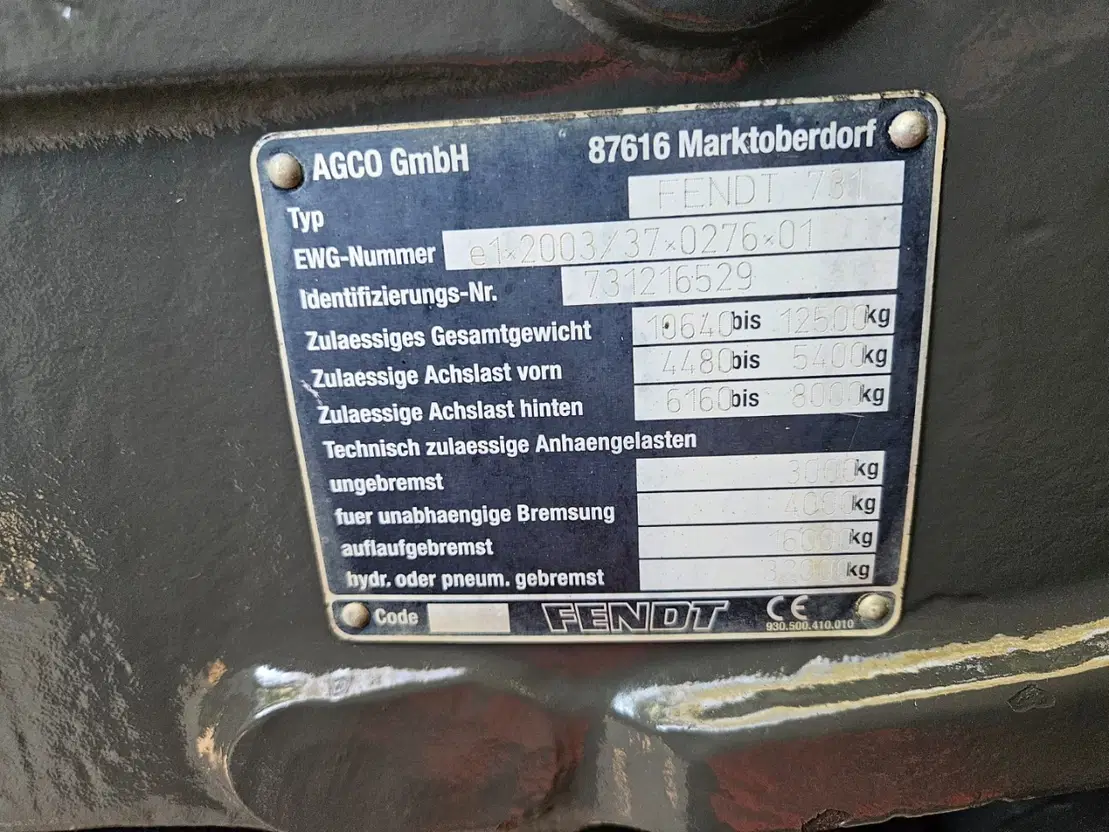 AGCO GmbH 87616 Marktoberdorf
Typ FENDT 731
EWG-Nummer e1*2003/37*0276*01
Identifizierungs-Nr. 731216529
Zulaessiges Gesamtgewicht 10640 bis 12500 kg
Zulaessige Achslast vorn 4480 bis 5400 kg
Zulaessige Achslast hinten 6160 bis 8000 kg
Technisch zulaessige Anhaengelasten
ungebremst 3000 kg
fuer unabhaengige Bremsung kg
auflaufgebremst kg
hydr. oder pneum. gebremst kg
Code FENDT CE
930.500.410.010